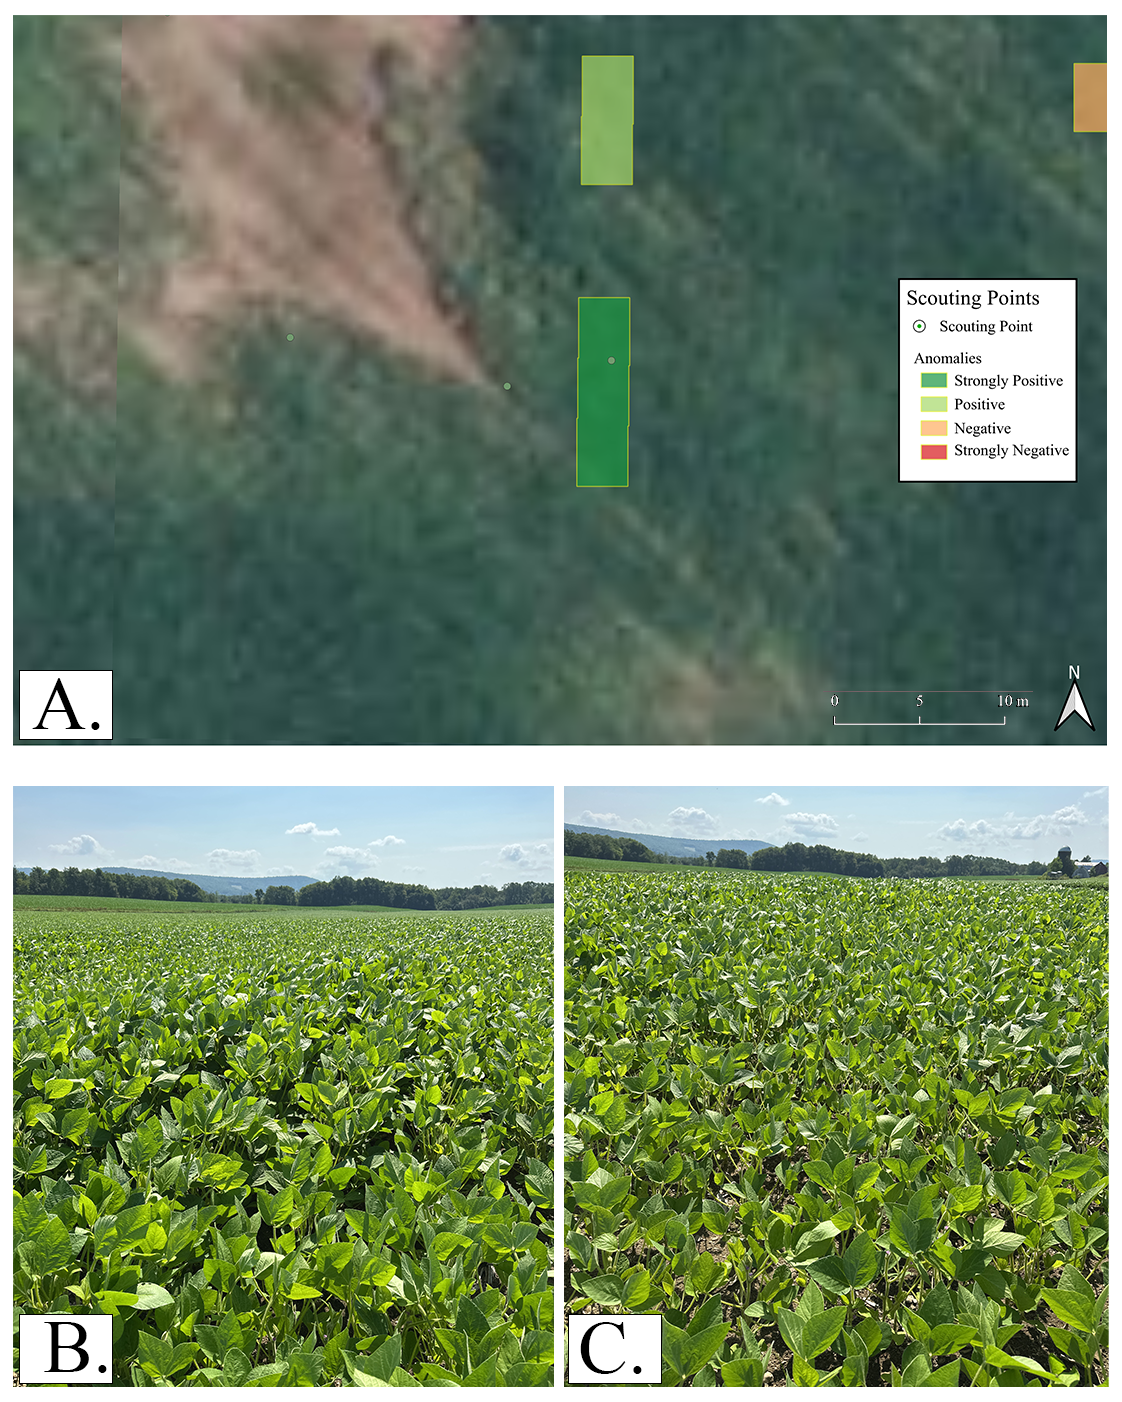 Scouting Points
Scouting Point
Anomalies
Strongly Positive
Positive
Negative
Strongly Negative
N
0 5 10 m
A.
B.
C.